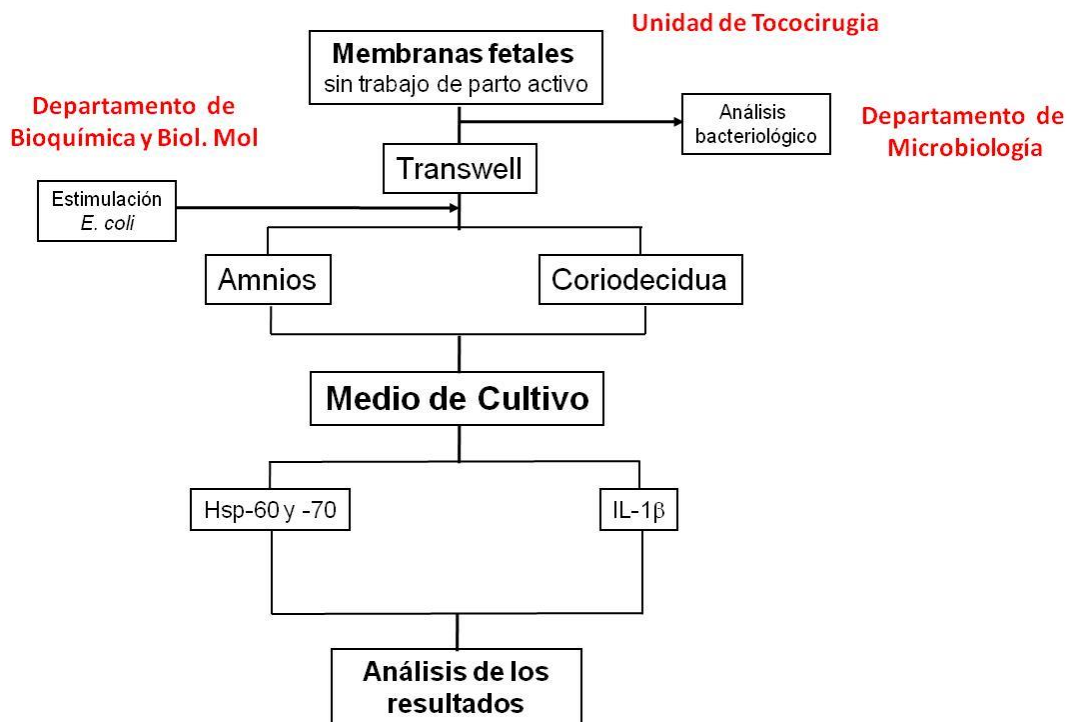 Unidad de Tococirugia
Membranas fetales
sin trabajo de parto activo
Departamento de
Bioquímica y Biol. Mol
Análisis
bacteriológico
Departamento de
Microbiología
Transwell
Estimulación
E. coli
Amnios
Coriodecidua
Medio de Cultivo
Hsp-60 y -70
IL-1β
Análisis de los
resultados